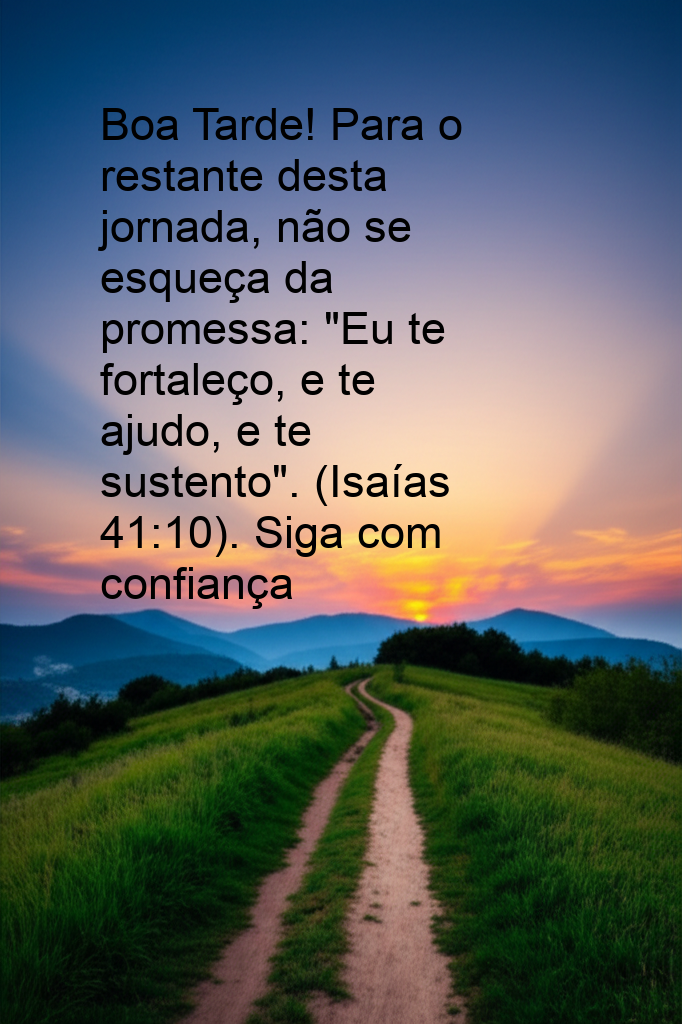 Boa Tarde! Para o
restante desta
jornada, não se
esqueça da
promessa: "Eu te
fortaleço, e te
ajudo, e te
sustento". (Isaías
41:10). Siga com
confiança